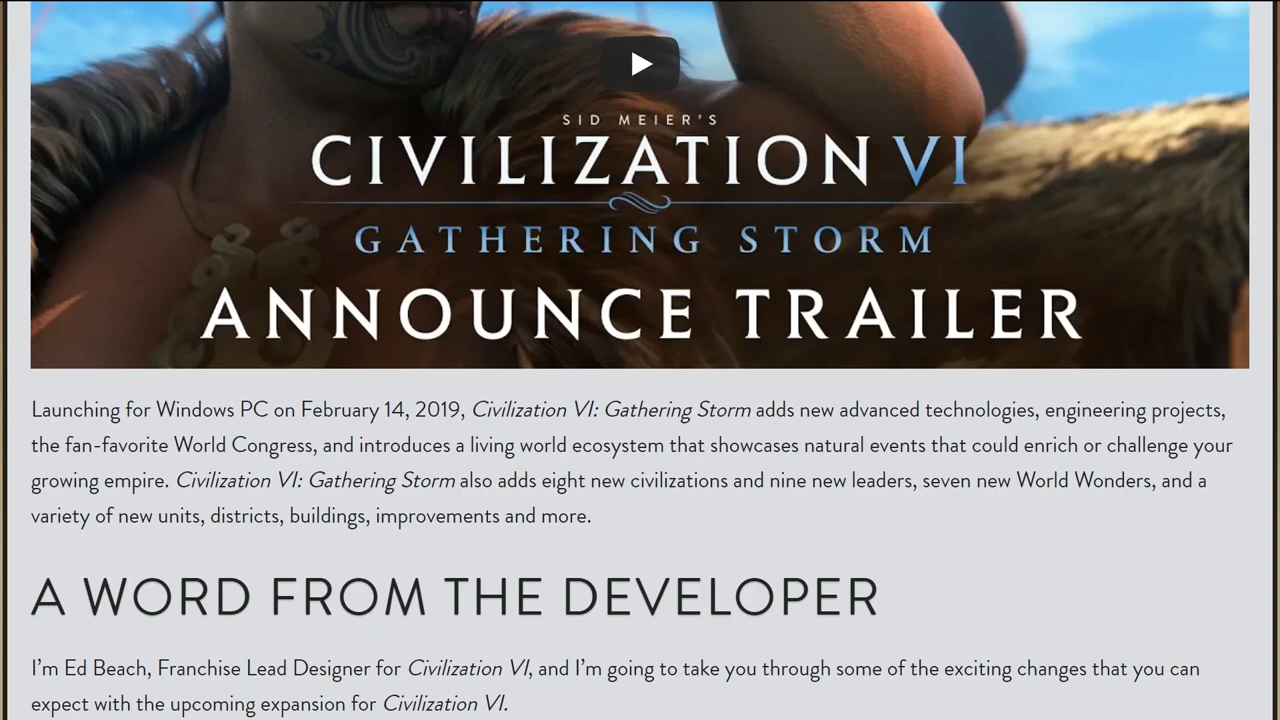 SID MEIER'S
CIVILIZATION VI
GATHERING STORM
ANNOUNCE TRAILER
Launching for Windows PC on February 14, 2019, Civilization VI: Gathering Storm adds new advanced technologies, engineering projects,
the fan-favorite World Congress, and introduces a living world ecosystem that showcases natural events that could enrich or challenge your
growing empire. Civilization VI: Gathering Storm also adds eight new civilizations and nine new leaders, seven new World Wonders, and a
variety of new units, districts, buildings, improvements and more.
A WORD FROM THE DEVELOPER
I’m Ed Beach, Franchise Lead Designer for Civilization VI, and I’m going to take you through some of the exciting changes that you can
expect with the upcoming expansion for Civilization VI.